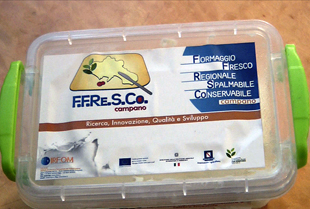 F.F.Re.S.Co.
campano
Formaggio
Fresco
Regionale
Spalmabile
Conservabile
campano
Ricerca, Innovazione, Qualità e Sviluppo